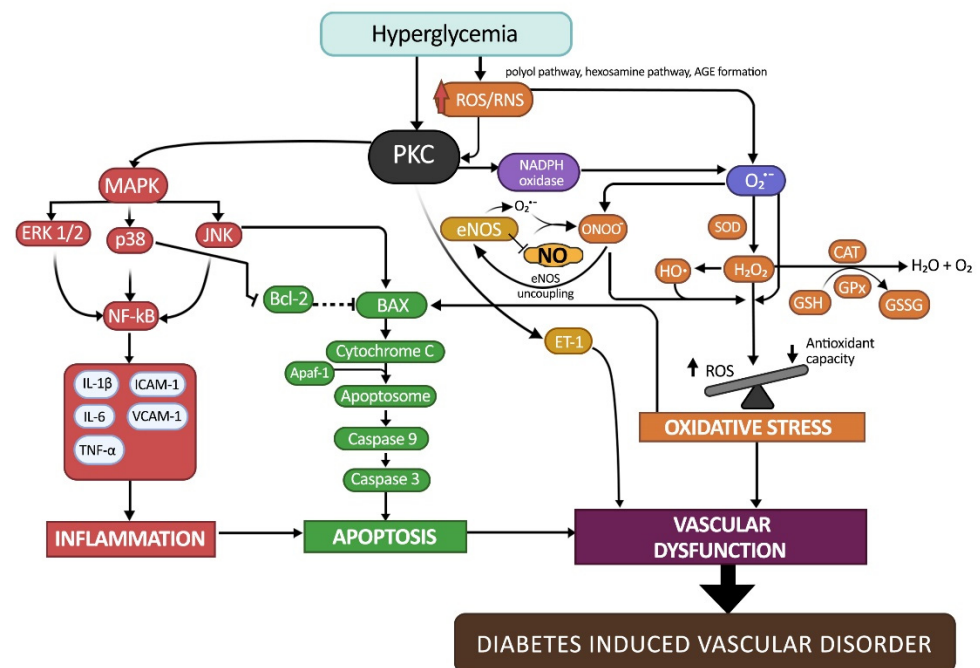 Hyperglycemia
polyol pathway, hexosamine pathway, AGE formation
ROS/RNS
PKC
NADPH
oxidase
O₂•−
MAPK
ERK 1/2
p38
JNK
eNOS
O₂•−
ONOO⁻
NO
eNOS
uncoupling
SOD
HO•
H₂O₂
CAT
H₂O + O₂
GSH
GPx
GSSG
NF-kB
Bcl-2
BAX
Cytochrome C
Apaf-1
Apoptosome
Caspase 9
Caspase 3
ET-1
ROS
Antioxidant
capacity
IL-1β
ICAM-1
IL-6
VCAM-1
TNF-α
OXIDATIVE STRESS
INFLAMMATION
APOPTOSIS
VASCULAR
DYSFUNCTION
DIABETES INDUCED VASCULAR DISORDER